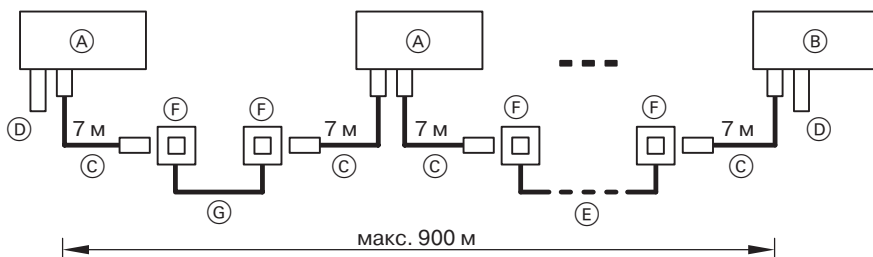 A A B
F F F F
D 7 м 7 м 7 м 7 м D
C C C C
G E
макс. 900 м